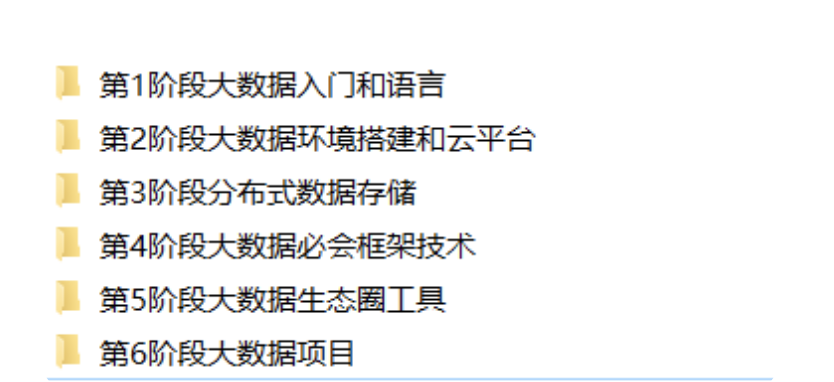 第1阶段大数据入门和语言
第2阶段大数据环境搭建和云平台
第3阶段分布式数据存储
第4阶段大数据必会框架技术
第5阶段大数据生态圈工具
第6阶段大数据项目